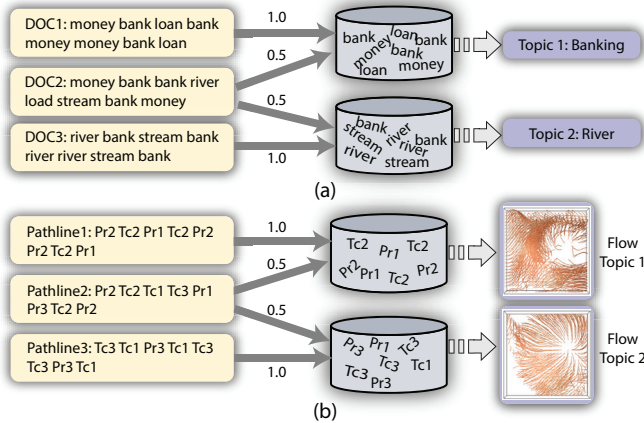 DOC1: money bank loan bank
money money bank loan
1.0
DOC2: money bank bank river
load stream bank money
0.5
0.5
DOC3: river bank stream bank
river river stream bank
1.0
bank
loan
bank
money
bank
loan
money
Topic 1: Banking
bank
stream
river
bank
river
river
stream
Topic 2: River
(a)
Pathline1: Pr2 Tc2 Pr1 Tc2 Pr2
Pr2 Tc2 Pr1
1.0
Pathline2: Pr2 Tc2 Tc1 Tc3 Pr1
Pr3 Tc2 Pr2
0.5
0.5
Pathline3: Tc3 Tc1 Pr3 Tc1 Tc3
Tc3 Pr3 Tc1
1.0
Tc2
Pr1
Tc2
Pr2
Pr1
Tc2
Pr2
Flow
Topic 1
Pr3
Pr1
Tc3
Tc3
Tc1
Tc3
Pr3
Flow
Topic 2
(b)